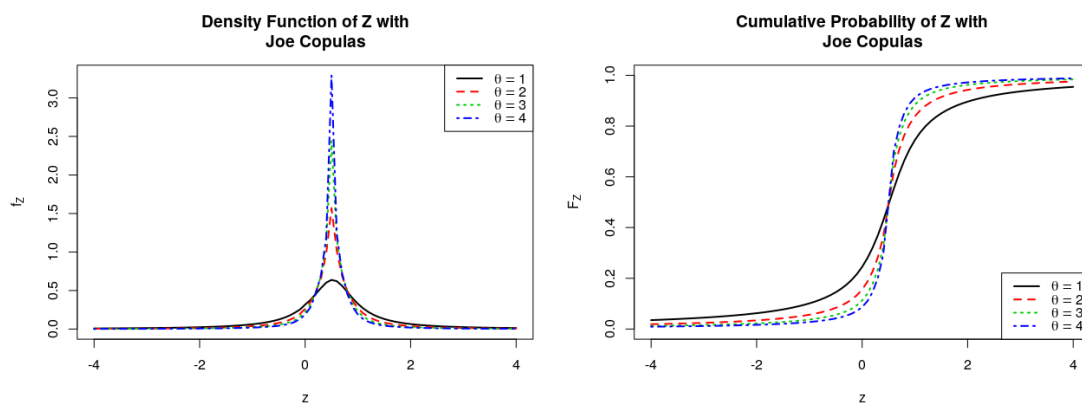 Density Function of Z with
Joe Copulas
θ = 1
θ = 2
θ = 3
θ = 4
f_Z
0.0 0.5 1.0 1.5 2.0 2.5 3.0
-4 -2 0 2 4
z
Cumulative Probability of Z with
Joe Copulas
F_Z
0.0 0.2 0.4 0.6 0.8 1.0
θ = 1
θ = 2
θ = 3
θ = 4
-4 -2 0 2 4
z